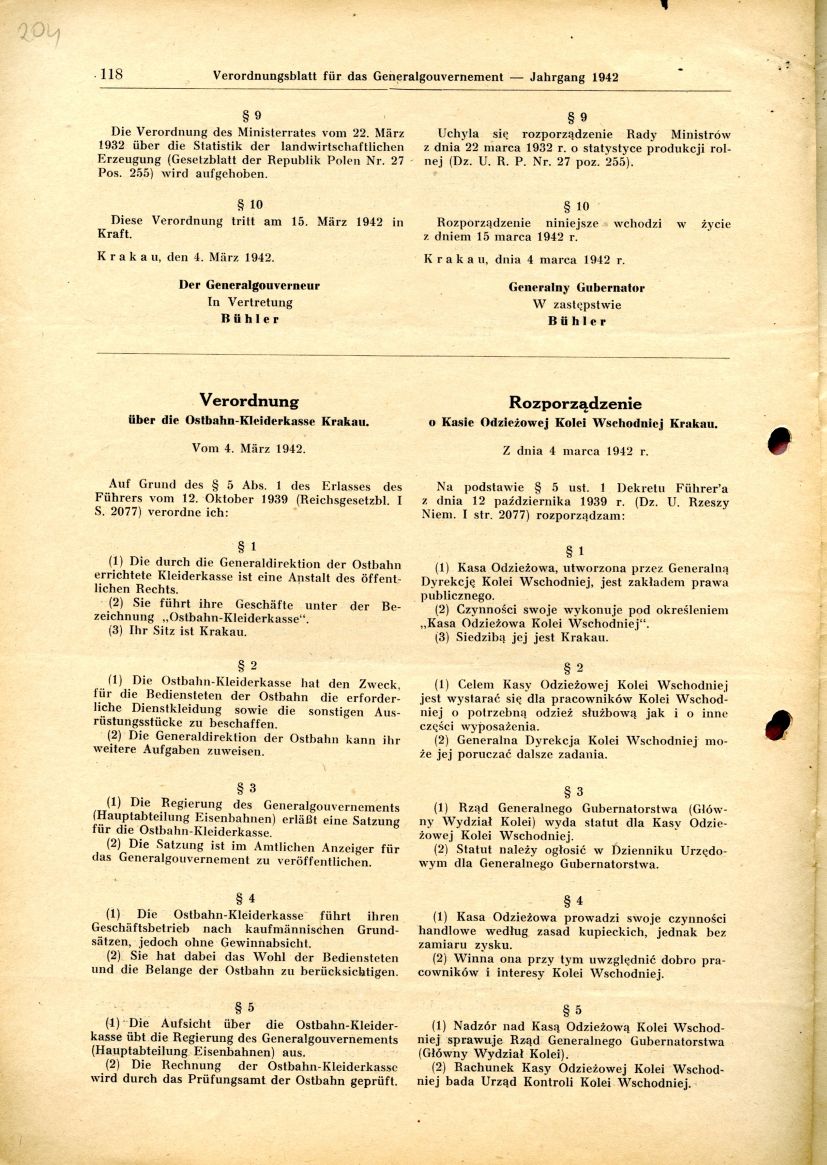 204
118 Verordnungsblatt für das Generalgouvernement — Jahrgang 1942
§ 9
Die Verordnung des Ministerrates vom 22. März
1932 über die Statistik der landwirtschaftlichen
Erzeugung (Gesetzblatt der Republik Polen Nr. 27
Pos. 255) wird aufgehoben.
§ 10
Diese Verordnung tritt am 15. März 1942 in
Kraft.
Krakau, den 4. März 1942.
Der Generalgouverneur
In Vertretung
Bühler
§ 9
Uchyla się rozporządzenie Rady Ministrów
z dnia 22 marca 1932 r. o statystyce produkcji rol-
nej (Dz. U. R. P. Nr. 27 poz. 255).
§ 10
Rozporządzenie niniejsze wchodzi w życie
z dniem 15 marca 1942 r.
Krakau, dnia 4 marca 1942 r.
Generalny Gubernator
W zastępstwie
Bühler
Verordnung
über die Ostbahn-Kleiderkasse Krakau.
Vom 4. März 1942.
Auf Grund des § 5 Abs. 1 des Erlasses des
Führers vom 12. Oktober 1939 (Reichsgesetzbl. I
S. 2077) verordne ich:
§ 1
(1) Die durch die Generaldirektion der Ostbahn
errichtete Kleiderkasse ist eine Anstalt des öffent-
lichen Rechts.
(2) Sie führt ihre Geschäfte unter der Be-
zeichnung „Ostbahn-Kleiderkasse“.
(3) Ihr Sitz ist Krakau.
§ 2
(1) Die Ostbahn-Kleiderkasse hat den Zweck,
für die Bediensteten der Ostbahn die erforder-
liche Dienstkleidung sowie die sonstigen Aus-
rüstungsstücke zu beschaffen.
(2) Die Generaldirektion der Ostbahn kann ihr
weitere Aufgaben zuweisen.
§ 3
(1) Die Regierung des Generalgouvernements
(Hauptabteilung Eisenbahnen) erläßt eine Satzung
für die Ostbahn-Kleiderkasse.
(2) Die Satzung ist im Amtlichen Anzeiger für
das Generalgouvernement zu veröffentlichen.
§ 4
(1) Die Ostbahn-Kleiderkasse führt ihren
Geschäftsbetrieb nach kaufmännischen Grund-
sätzen, jedoch ohne Gewinnabsicht.
(2) Sie hat dabei das Wohl der Bediensteten
und die Belange der Ostbahn zu berücksichtigen.
§ 5
(1) Die Aufsicht über die Ostbahn-Kleider-
kasse übt die Regierung des Generalgouvernements
(Hauptabteilung Eisenbahnen) aus.
(2) Die Rechnung der Ostbahn-Kleiderkasse
wird durch das Prüfungsamt der Ostbahn geprüft.
Rozporządzenie
o Kasie Odzieżowej Kolei Wschodniej Krakau.
Z dnia 4 marca 1942 r.
Na podstawie § 5 ust. 1 Dekretu Führer'a
z dnia 12 października 1939 r. (Dz. U. Rzeszy
Niem. I str. 2077) rozporządzam:
§ 1
(1) Kasa Odzieżowa, utworzona przez Generalną
Dyrekcję Kolei Wschodniej, jest zakładem prawa
publicznego.
(2) Czynności swoje wykonuje pod określeniem
„Kasa Odzieżowa Kolei Wschodniej“.
(3) Siedzibą jej jest Krakau.
§ 2
(1) Celem Kasy Odzieżowej Kolei Wschodniej
jest wystarać się dla pracowników Kolei Wschod-
niej o potrzebną odzież służbową jak i o inne
części wyposażenia.
(2) Generalna Dyrekcja Kolei Wschodniej mo-
że jej poruczać dalsze zadania.
§ 3
(1) Rząd Generalnego Gubernatorstwa (Głów-
ny Wydział Kolei) wyda statut dla Kasy Odzie-
żowej Kolei Wschodniej.
(2) Statut należy ogłosić w Dzienniku Urzędo-
wym dla Generalnego Gubernatorstwa.
§ 4
(1) Kasa Odzieżowa prowadzi swoje czynności
handlowe według zasad kupieckich, jednak bez
zamiaru zysku.
(2) Winna ona przy tym uwzględnić dobro pra-
cowników i interesy Kolei Wschodniej.
§ 5
(1) Nadzór nad Kasą Odzieżową Kolei Wschod-
niej sprawuje Rząd Generalnego Gubernatorstwa
(Główny Wydział Kolei).
(2) Rachunek Kasy Odzieżowej Kolei Wschod-
niej bada Urząd Kontroli Kolei Wschodniej.